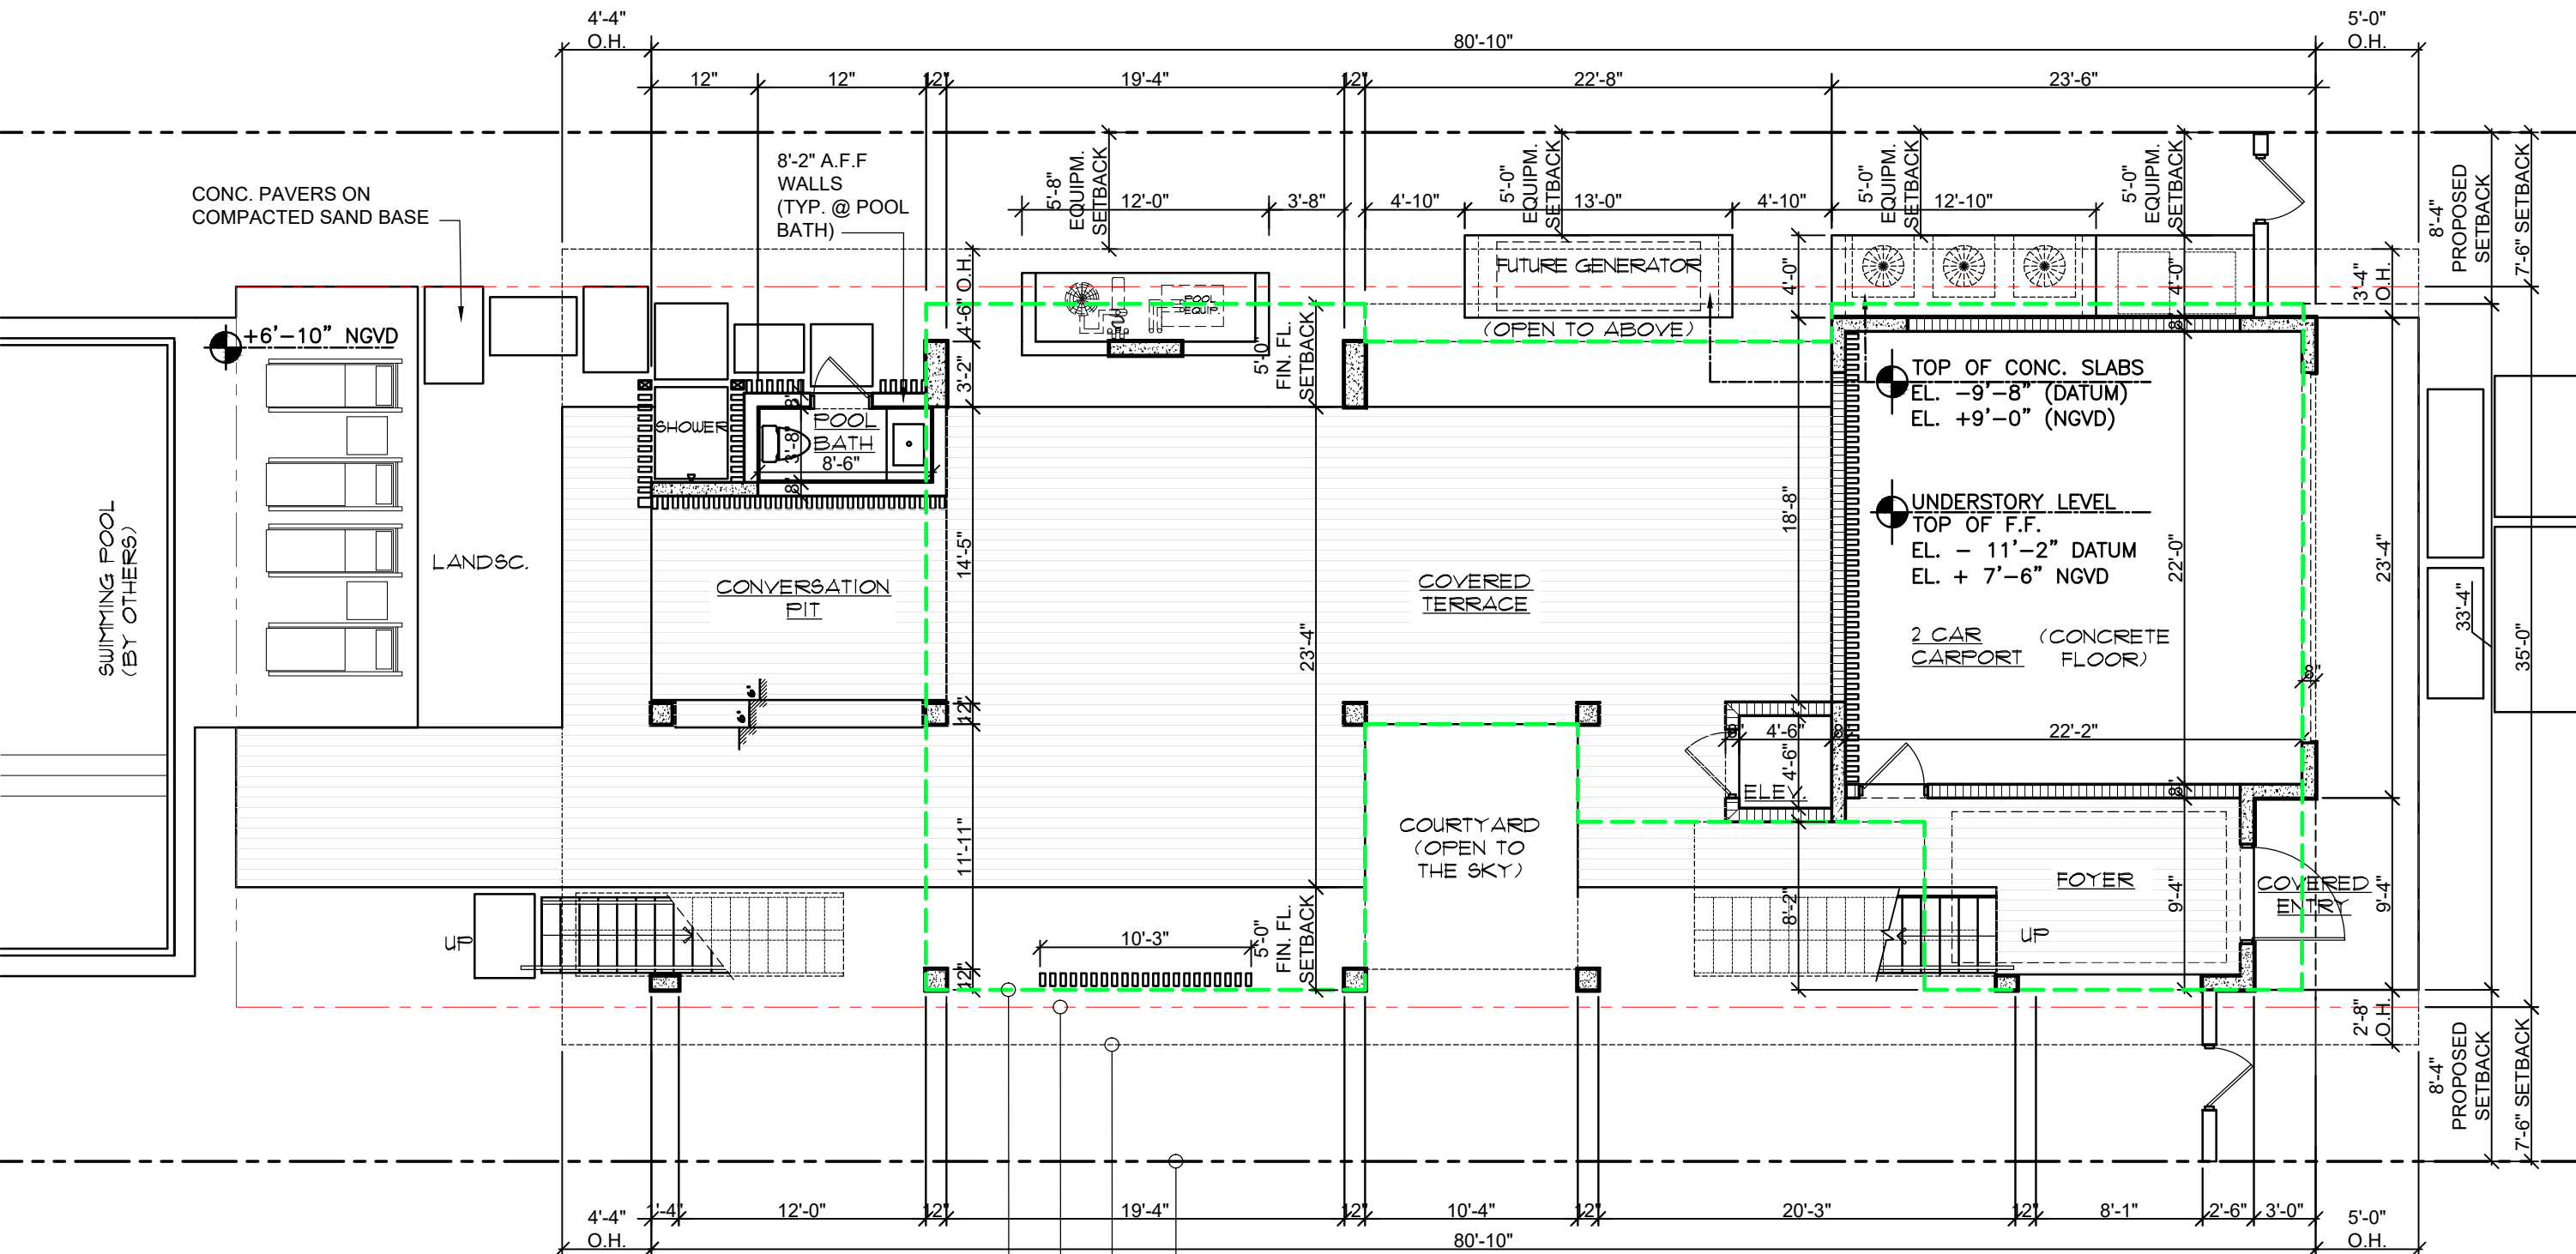 4'-4"
O.H.
80'-10"
5'-0"
O.H.
12"
12"
12"
19'-4"
12"
22'-8"
23'-6"
CONC. PAVERS ON
COMPACTED SAND BASE
8'-2" A.F.F
WALLS
(TYP. @ POOL
BATH)
5'-8"
EQUIPM.
SETBACK
12'-0"
3'-8"
4'-10"
5'-0"
EQUIPM.
SETBACK
13'-0"
4'-10"
5'-0"
EQUIPM.
SETBACK
12'-10"
5'-0"
EQUIPM.
SETBACK
8'-4"
PROPOSED
SETBACK
7'-6" SETBACK
4'-6" O.H.
POOL
EQUIP.
FUTURE GENERATOR
(OPEN TO ABOVE)
4'-0"
4'-0"
3'-4"
O.H.
+6'-10" NGVD
3'-2"
5'-0"
FIN. FL.
SETBACK
8"
TOP OF CONC. SLABS
EL. -9'-8" (DATUM)
EL. +9'-0" (NGVD)
SHOWER
8"
POOL
BATH
3'-8"
8'-6"
8"
18'-8"
UNDERSTORY LEVEL
TOP OF F.F.
EL. - 11'-2" DATUM
EL. + 7'-6" NGVD
SWIMMING POOL
(BY OTHERS)
LANDSC.
14'-5"
CONVERSATION
PIT
COVERED
TERRACE
22'-0"
23'-4"
23'-4"
2 CAR
CARPORT
(CONCRETE
FLOOR)
33'-4"
35'-0"
8"
6"
6"
12"
8"
4'-6"
8"
22'-2"
4'-6"
ELEV.
8"
11'-11"
COURTYARD
(OPEN TO
THE SKY)
FOYER
COVERED
ENTRY
8'-2"
9'-4"
9'-4"
UP
10'-3"
5'-0"
FIN. FL.
SETBACK
UP
12"
2'-8"
O.H.
8'-4"
PROPOSED
SETBACK
7'-6" SETBACK
4'-4"
O.H.
1'-4"
12'-0"
12"
19'-4"
12"
10'-4"
12"
20'-3"
12"
8'-1"
2'-6"
3'-0"
5'-0"
O.H.
80'-10"